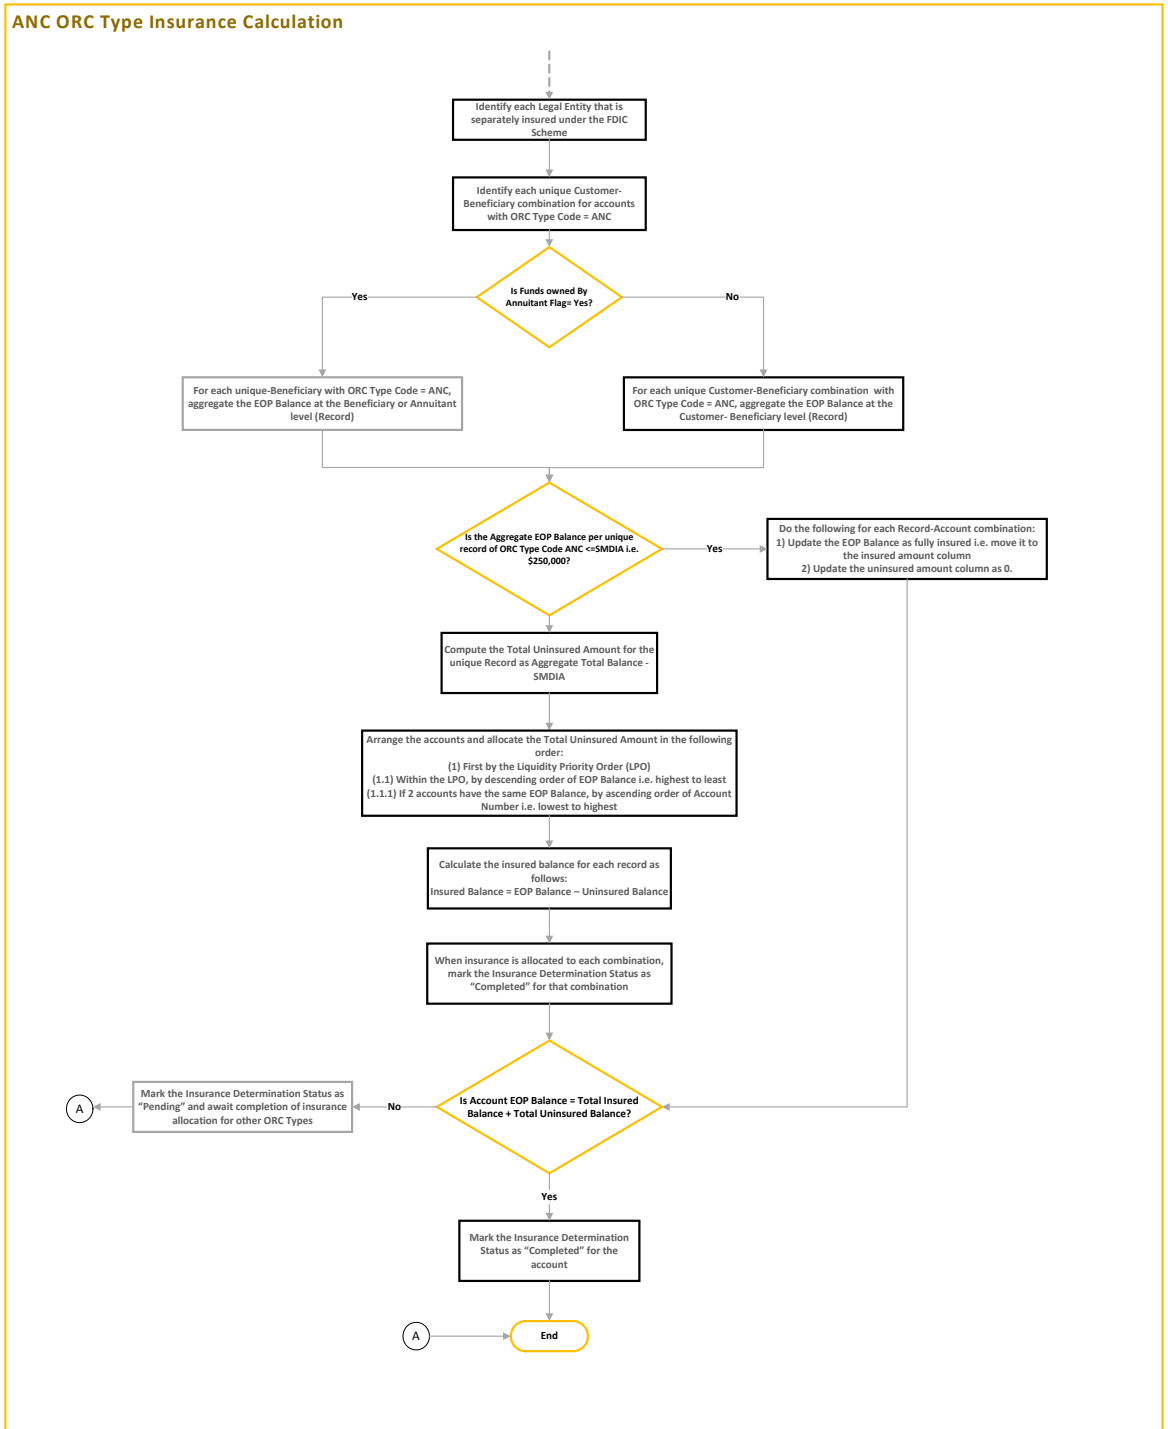 ANC ORC Type Insurance Calculation
Identify each Legal Entity that is
separately insured under the FDIC
Scheme
Identify each unique Customer-
Beneficiary combination for accounts
with ORC Type Code = ANC
Is Funds owned By
Annuitant Flag= Yes?
Yes
No
For each unique-Beneficiary with ORC Type Code = ANC,
aggregate the EOP Balance at the Beneficiary or Annuitant
level (Record)
For each unique Customer-Beneficiary combination  with
ORC Type Code = ANC, aggregate the EOP Balance at the
Customer- Beneficiary level (Record)
Is the Aggregate EOP Balance per unique
record of ORC Type Code ANC <=SMDIA i.e.
$250,000?
Yes
Do the following for each Record-Account combination:
1) Update the EOP Balance as fully insured i.e. move it to
the insured amount column
2) Update the uninsured amount column as 0.
Compute the Total Uninsured Amount for the
unique Record as Aggregate Total Balance -
SMDIA
Arrange the accounts and allocate the Total Uninsured Amount in the following
order:
(1) First by the Liquidity Priority Order (LPO)
(1.1) Within the LPO, by descending order of EOP Balance i.e. highest to least
(1.1.1) If 2 accounts have the same EOP Balance, by ascending order of Account
Number i.e. lowest to highest
Calculate the insured balance for each record as
follows:
Insured Balance = EOP Balance – Uninsured Balance
When insurance is allocated to each combination,
mark the Insurance Determination Status as
“Completed” for that combination
Is Account EOP Balance = Total Insured
Balance + Total Uninsured Balance?
No
Mark the Insurance Determination Status as
“Pending” and await completion of insurance
allocation for other ORC Types
A
Yes
Mark the Insurance Determination
Status as “Completed” for the
account
A
End